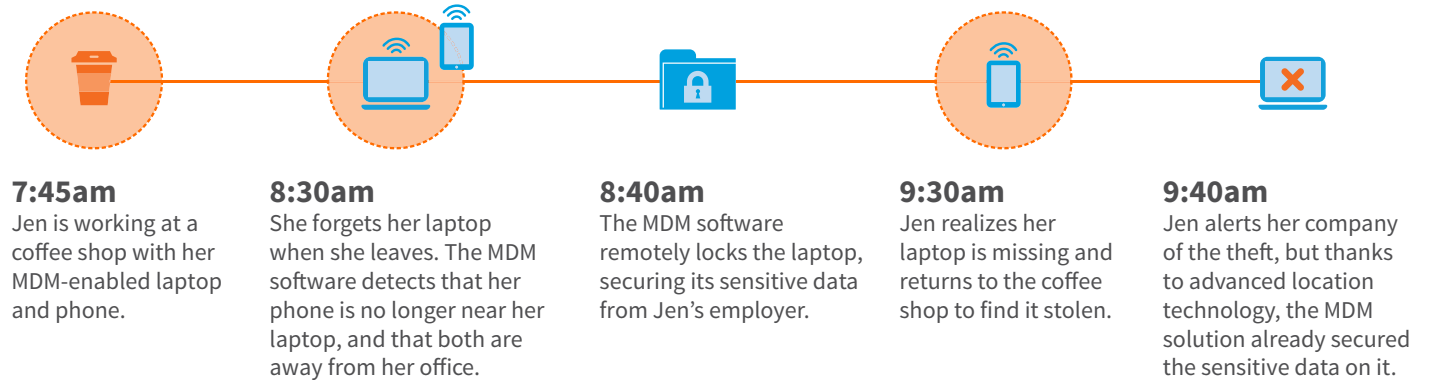 7:45am
Jen is working at a
coffee shop with her
MDM-enabled laptop
and phone.
8:30am
She forgets her laptop
when she leaves. The MDM
software detects that her
phone is no longer near her
laptop, and that both are
away from her office.
8:40am
The MDM software
remotely locks the laptop,
securing its sensitive data
from Jen’s employer.
9:30am
Jen realizes her
laptop is missing and
returns to the coffee
shop to find it stolen.
9:40am
Jen alerts her company
of the theft, but thanks
to advanced location
technology, the MDM
solution already secured
the sensitive data on it.